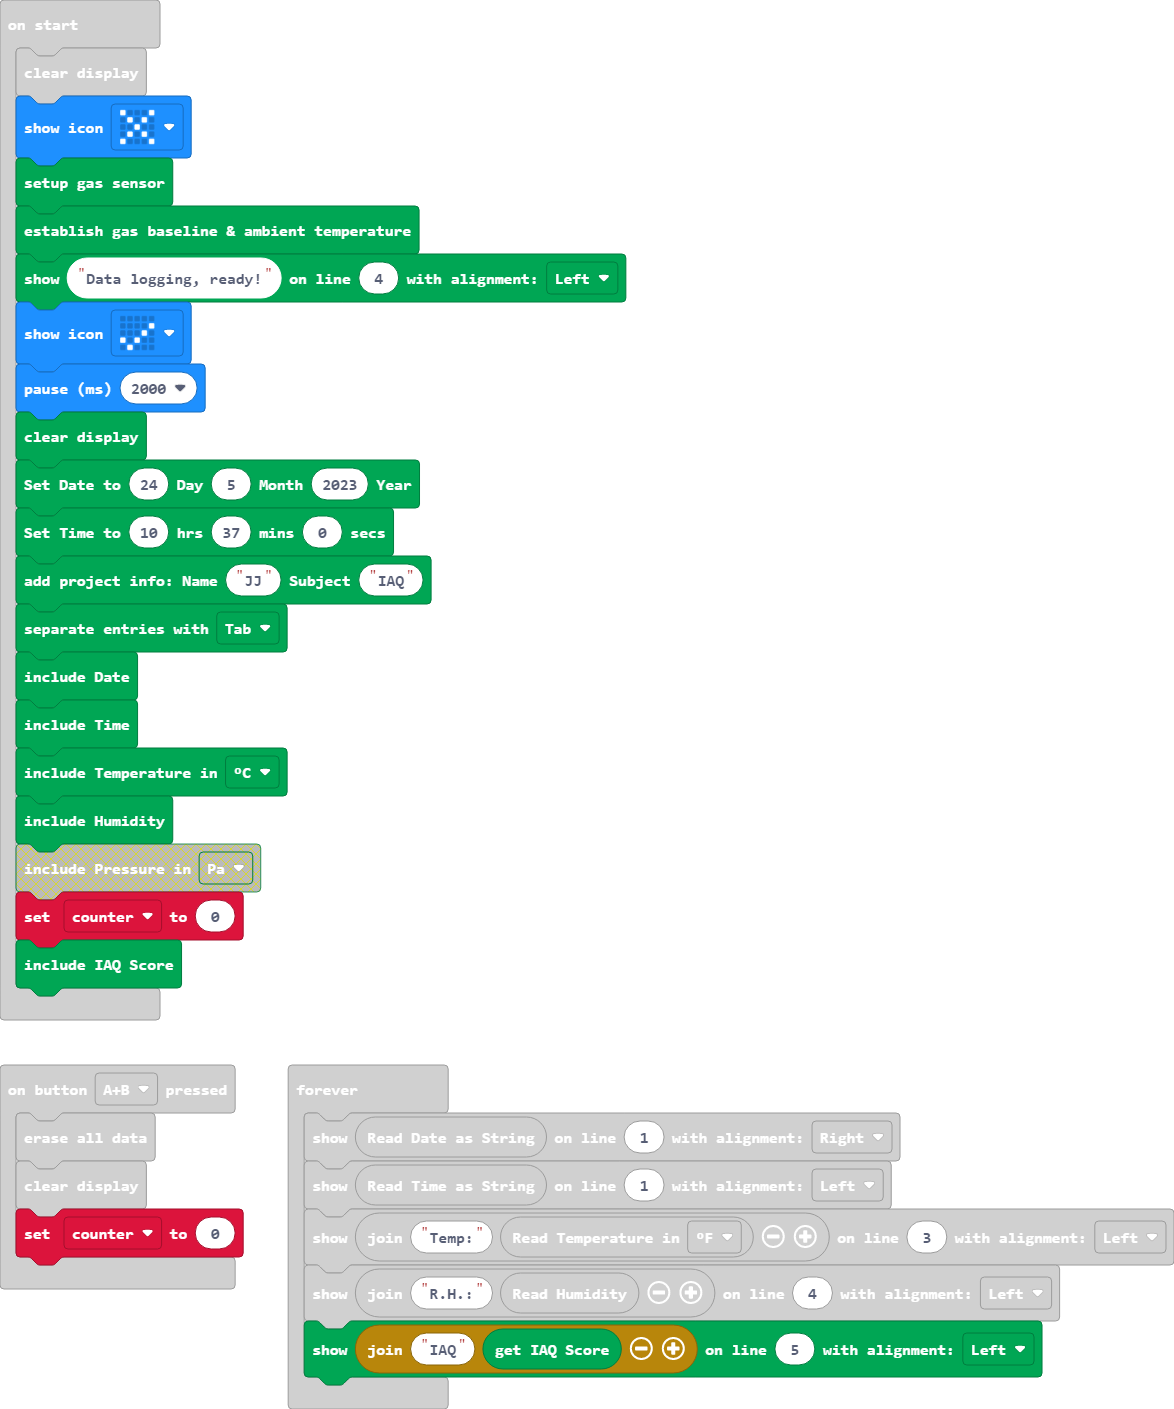 on start
clear display
show icon
setup gas sensor
establish gas baseline & ambient temperature
show "Data logging, ready!" on line 4 with alignment: Left
show icon
pause (ms) 2000
clear display
Set Date to 24 Day 5 Month 2023 Year
Set Time to 10 hrs 37 mins 0 secs
add project info: Name "JJ" Subject "IAQ"
separate entries with Tab
include Date
include Time
include Temperature in ºC
include Humidity
include Pressure in Pa
set counter to 0
include IAQ Score
on button A+B pressed
erase all data
clear display
set counter to 0
forever
show Read Date as String on line 1 with alignment: Right
show Read Time as String on line 1 with alignment: Left
show join "Temp:" Read Temperature in ºF on line 3 with alignment: Left
show join "R.H.:" Read Humidity on line 4 with alignment: Left
show join "IAQ" get IAQ Score on line 5 with alignment: Left